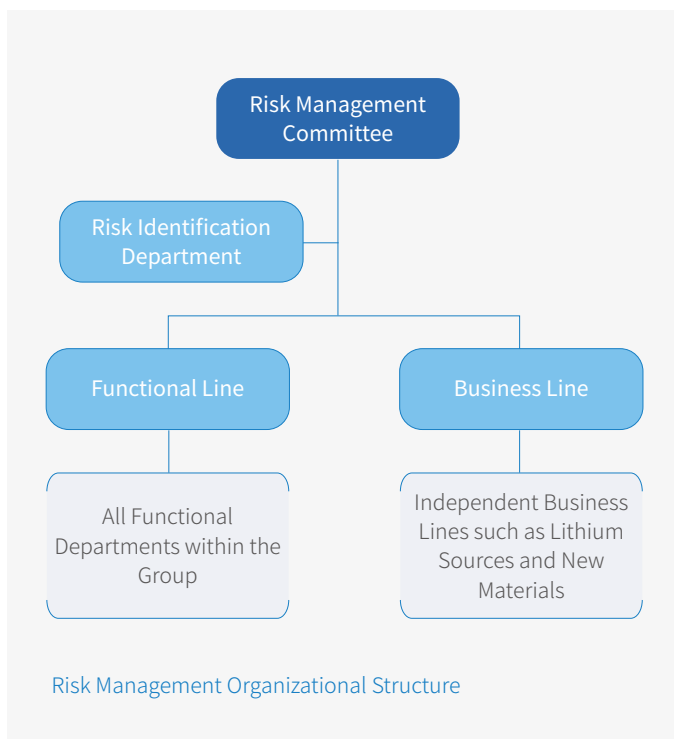 Risk Management
Committee
Risk Identification
Department
Functional Line
Business Line
All Functional
Departments within the
Group
Independent Business
Lines such as Lithium
Sources and New
Materials
Risk Management Organizational Structure